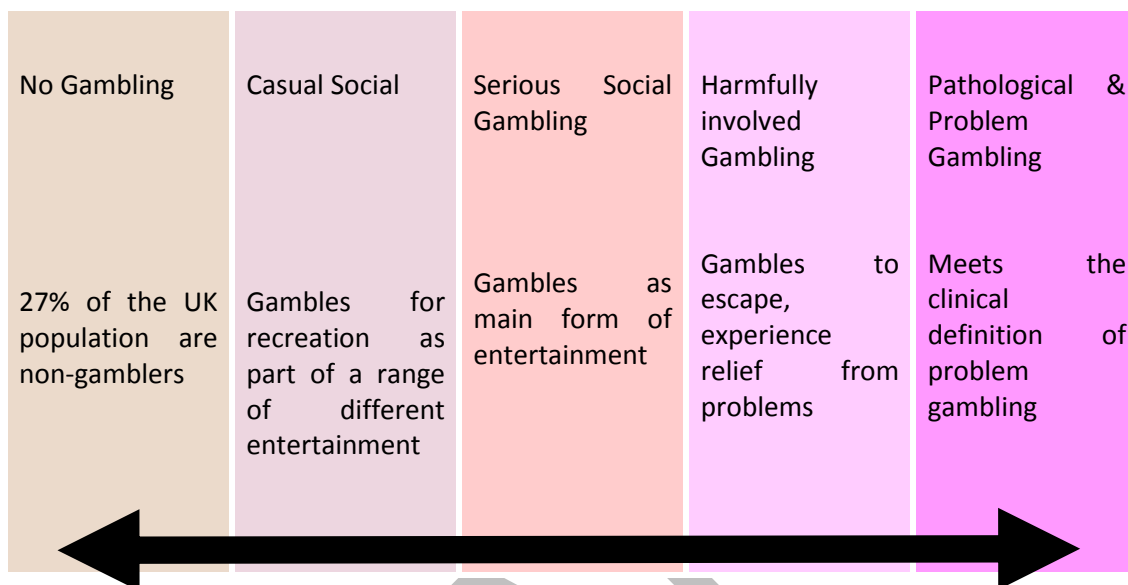 No Gambling
27% of the UK
population are
non-gamblers
Casual Social
Gambles for
recreation as
part of a range
of different
entertainment
Serious Social
Gambling
Gambles as
main form of
entertainment
Harmfully
involved
Gambling
Gambles to
escape,
experience
relief from
problems
Pathological &
Problem
Gambling
Meets the
clinical
definition of
problem
gambling